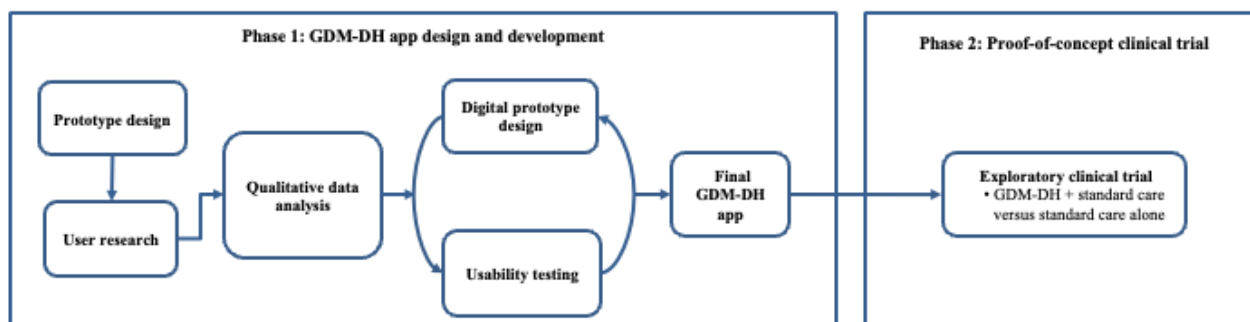 Phase 1: GDM-DH app design and development
Prototype design
User research
Qualitative data
analysis
Digital prototype
design
Usability testing
Final
GDM-DH
app
Phase 2: Proof-of-concept clinical trial
Exploratory clinical trial
• GDM-DH + standard care
versus standard care alone